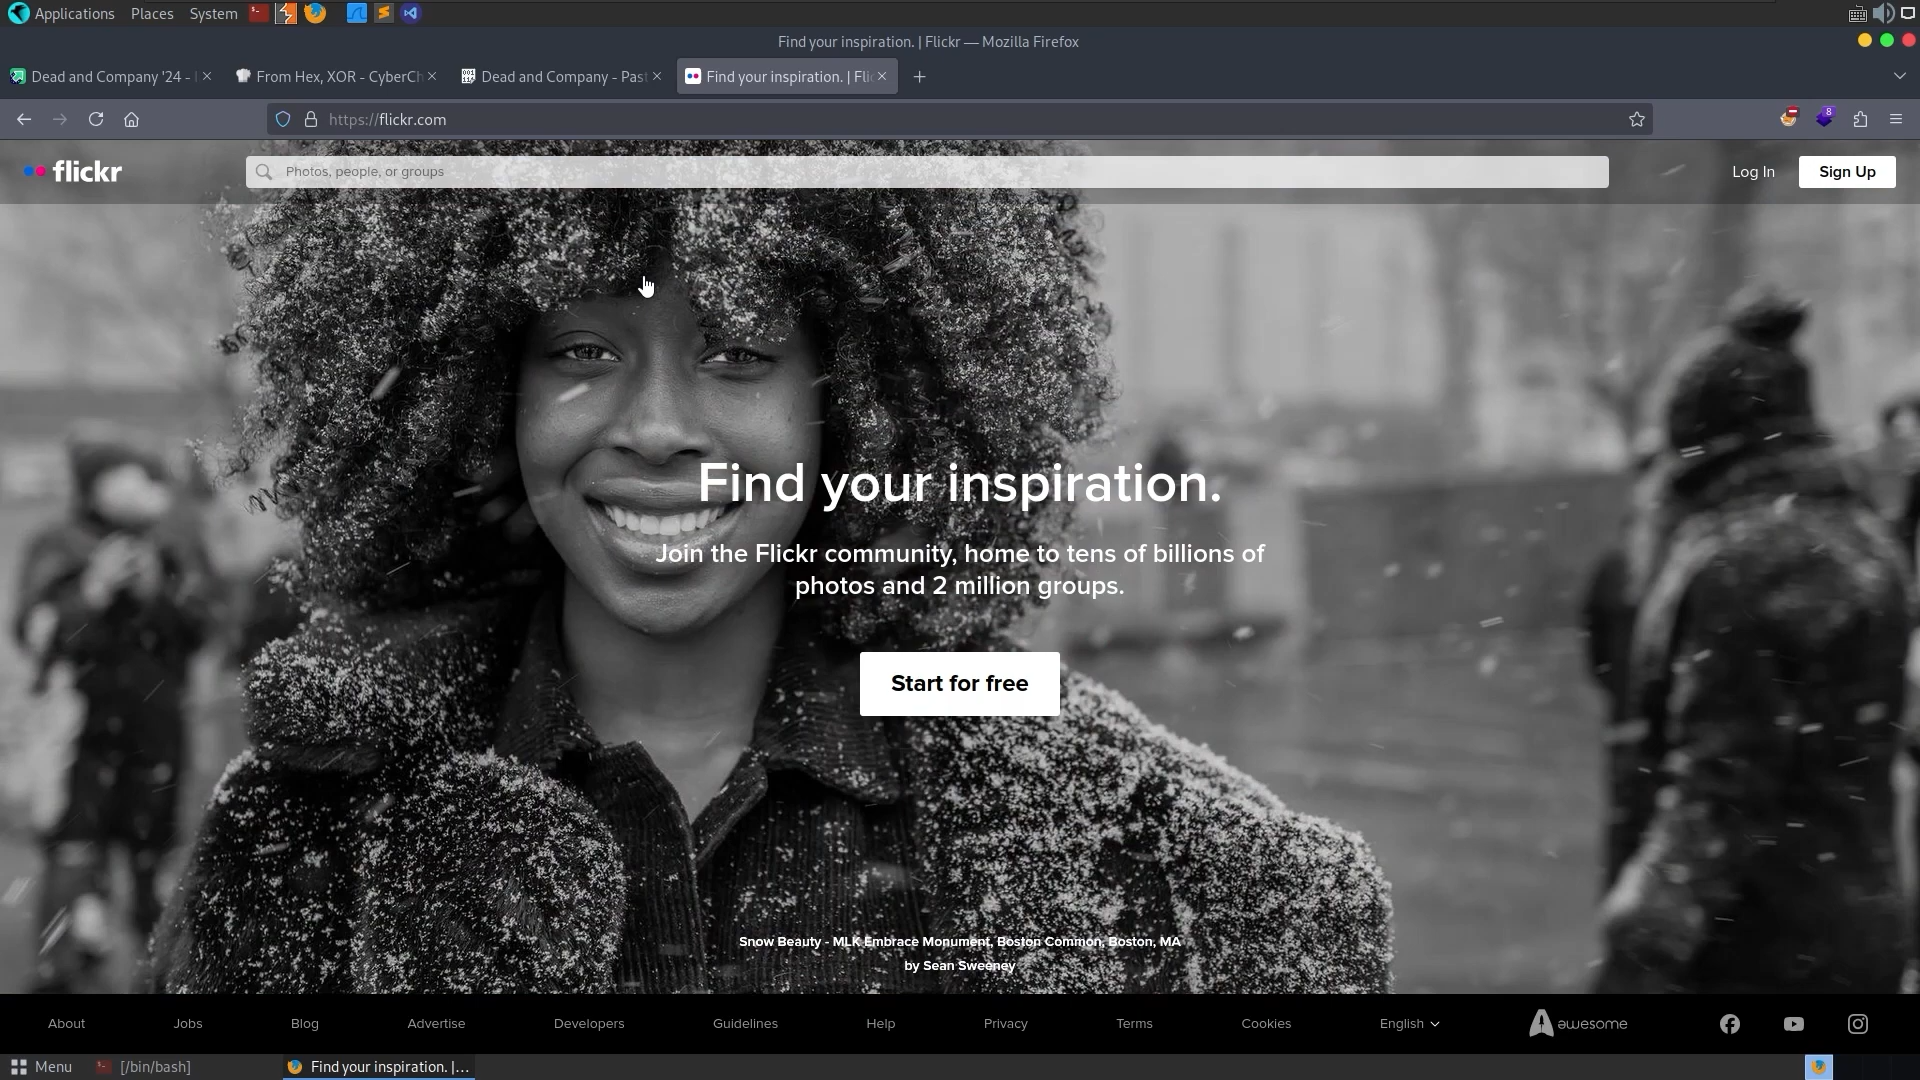 Applications Places System
Find your inspiration. | Flickr — Mozilla Firefox
Dead and Company '24 -
From Hex, XOR - CyberCh
Dead and Company - Past
Find your inspiration. | Flic
https://flickr.com
8
flickr
Photos, people, or groups
Log In
Sign Up
Find your inspiration.
Join the Flickr community, home to tens of billions of
photos and 2 million groups.
Start for free
Snow Beauty - MLK Embrace Monument, Boston Common, Boston, MA
by Sean Sweeney
About Jobs Blog Advertise Developers Guidelines Help Privacy Terms Cookies English awesome
Menu [/bin/bash] Find your inspiration. |...